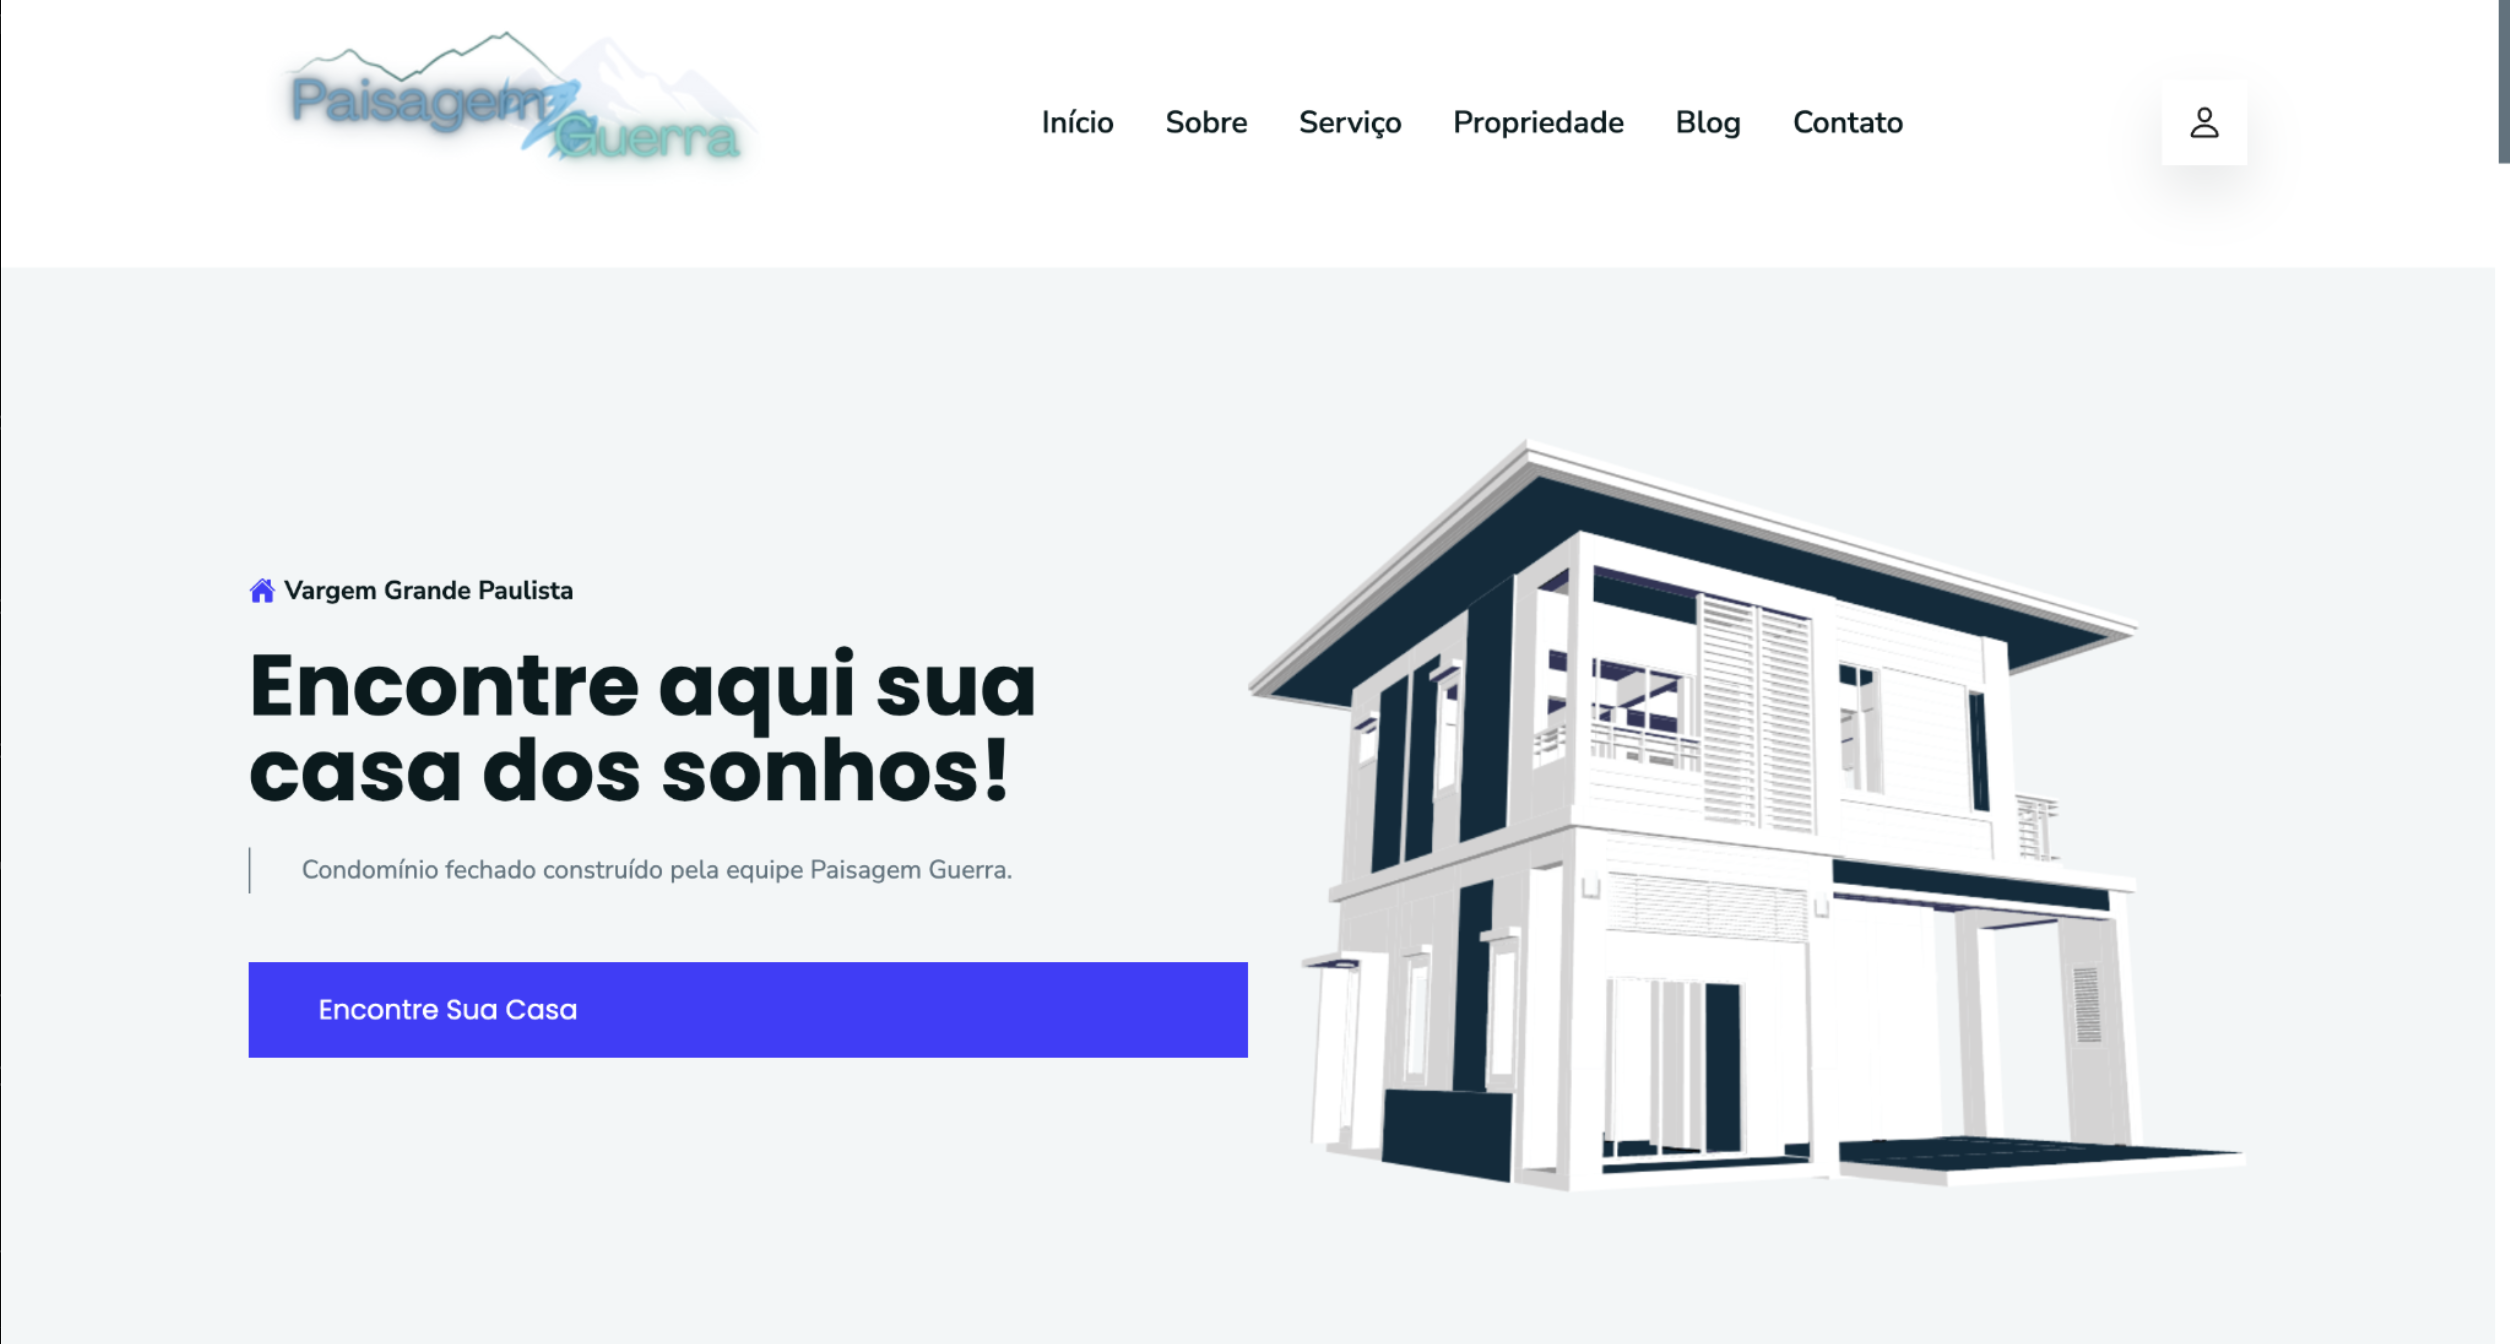 Paisagem
Guerra
Início Sobre Serviço Propriedade Blog Contato
Vargem Grande Paulista
Encontre aqui sua
casa dos sonhos!
Condomínio fechado construído pela equipe Paisagem Guerra.
Encontre Sua Casa